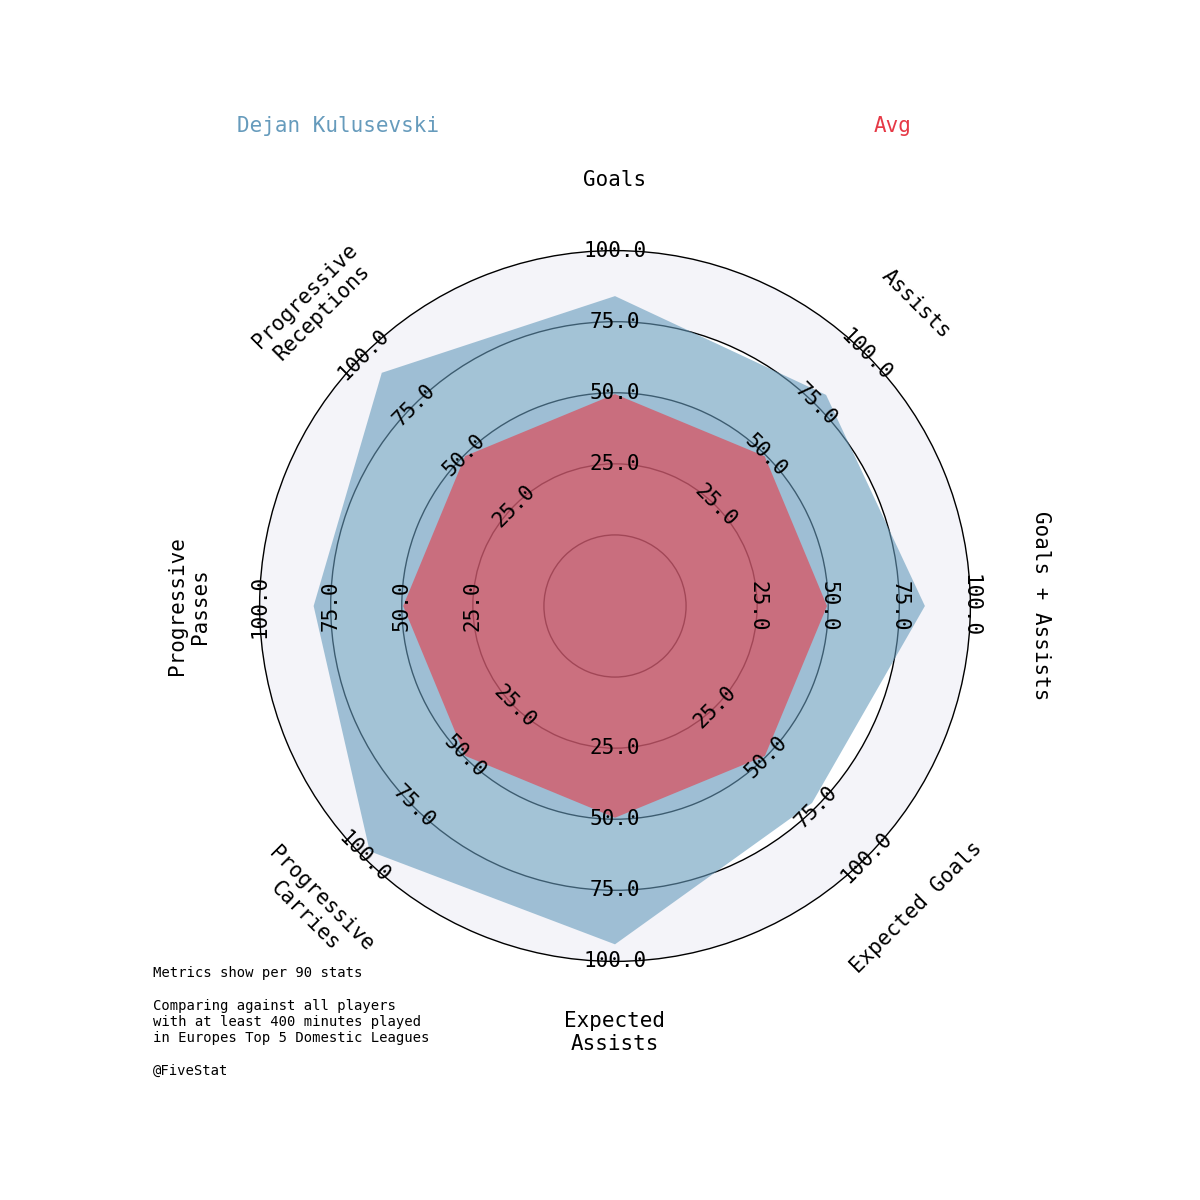 Dejan Kulusevski
Avg
Goals
Assists
Goals + Assists
Expected Goals
Expected
Assists
Progressive
Carries
Progressive
Passes
Progressive
Receptions
100.0
75.0
50.0
25.0
100.0
75.0
50.0
25.0
100.0
75.0
50.0
25.0
100.0
75.0
50.0
25.0
25.0
50.0
75.0
100.0
25.0
50.0
75.0
100.0
100.0
75.0
50.0
25.0
100.0
75.0
50.0
25.0
Metrics show per 90 stats
Comparing against all players
with at least 400 minutes played
in Europes Top 5 Domestic Leagues
@FiveStat